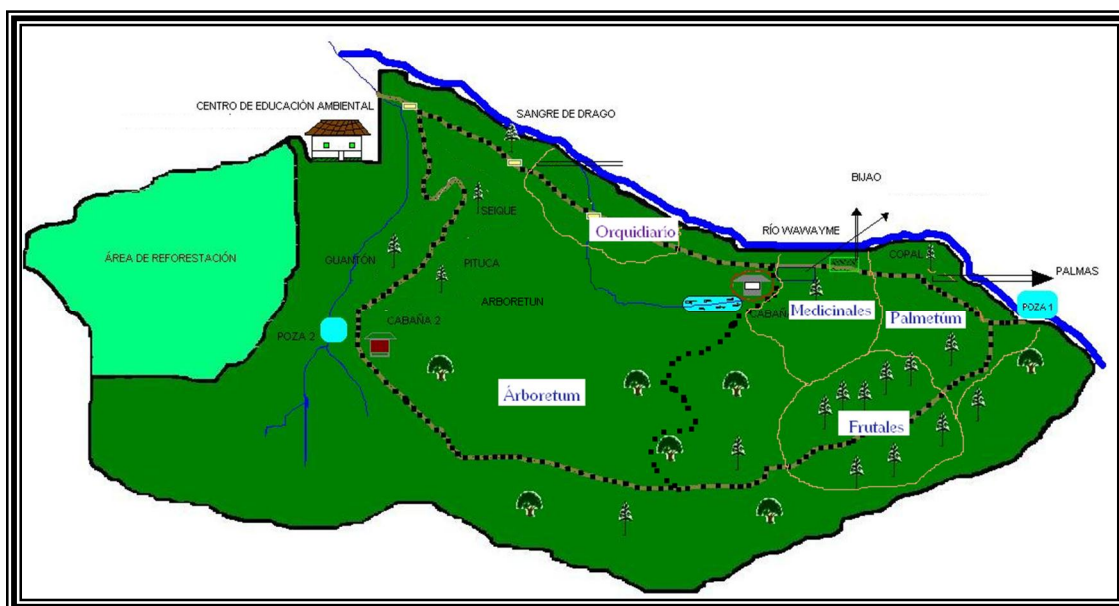 CENTRO DE EDUCACIÓN AMBIENTAL
SANGRE DE DRAGO
BIJAO
SEIQUE
Orquidiario
RÍO WAWAYME
COPAL
ÁREA DE REFORESTACIÓN
GUANTÓN
PITUCA
PALMAS
ARBORETUN
POZA 1
Medicinales
Palmetúm
CABAÑA 2
POZA 2
Árboretum
Frutales